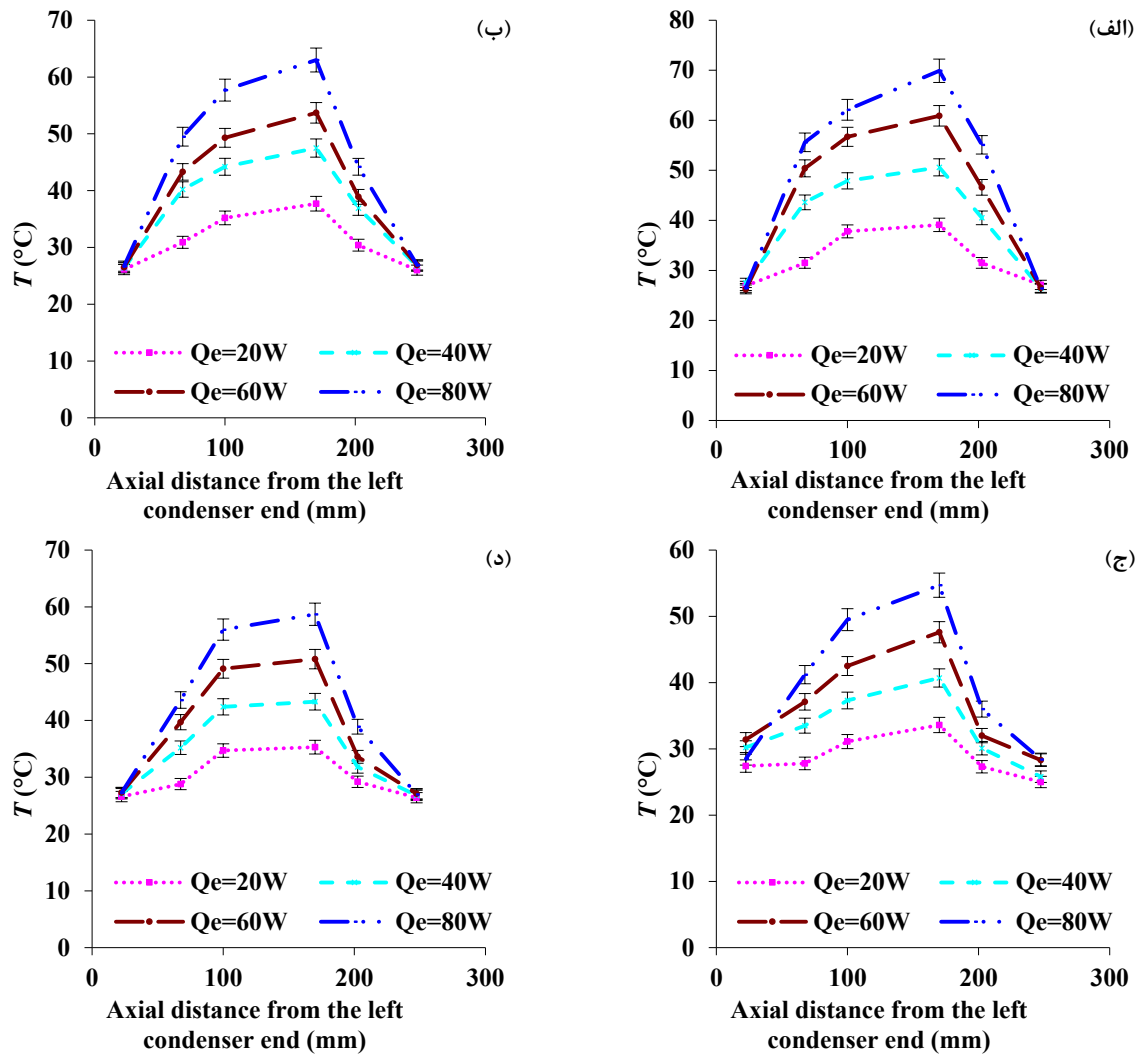 (ب)
70
60
50
40
30
20
10
0
T (°C)
Qe=20W Qe=40W
Qe=60W Qe=80W
0 100 200 300
Axial distance from the left
condenser end (mm)
(الف)
80
70
60
50
40
30
20
10
0
T (°C)
Qe=20W Qe=40W
Qe=60W Qe=80W
0 100 200 300
Axial distance from the left
condenser end (mm)
(د)
70
60
50
40
30
20
10
0
T (°C)
Qe=20W Qe=40W
Qe=60W Qe=80W
0 100 200 300
Axial distance from the left
condenser end (mm)
(ج)
60
50
40
30
20
10
0
T (°C)
Qe=20W Qe=40W
Qe=60W Qe=80W
0 100 200 300
Axial distance from the left
condenser end (mm)